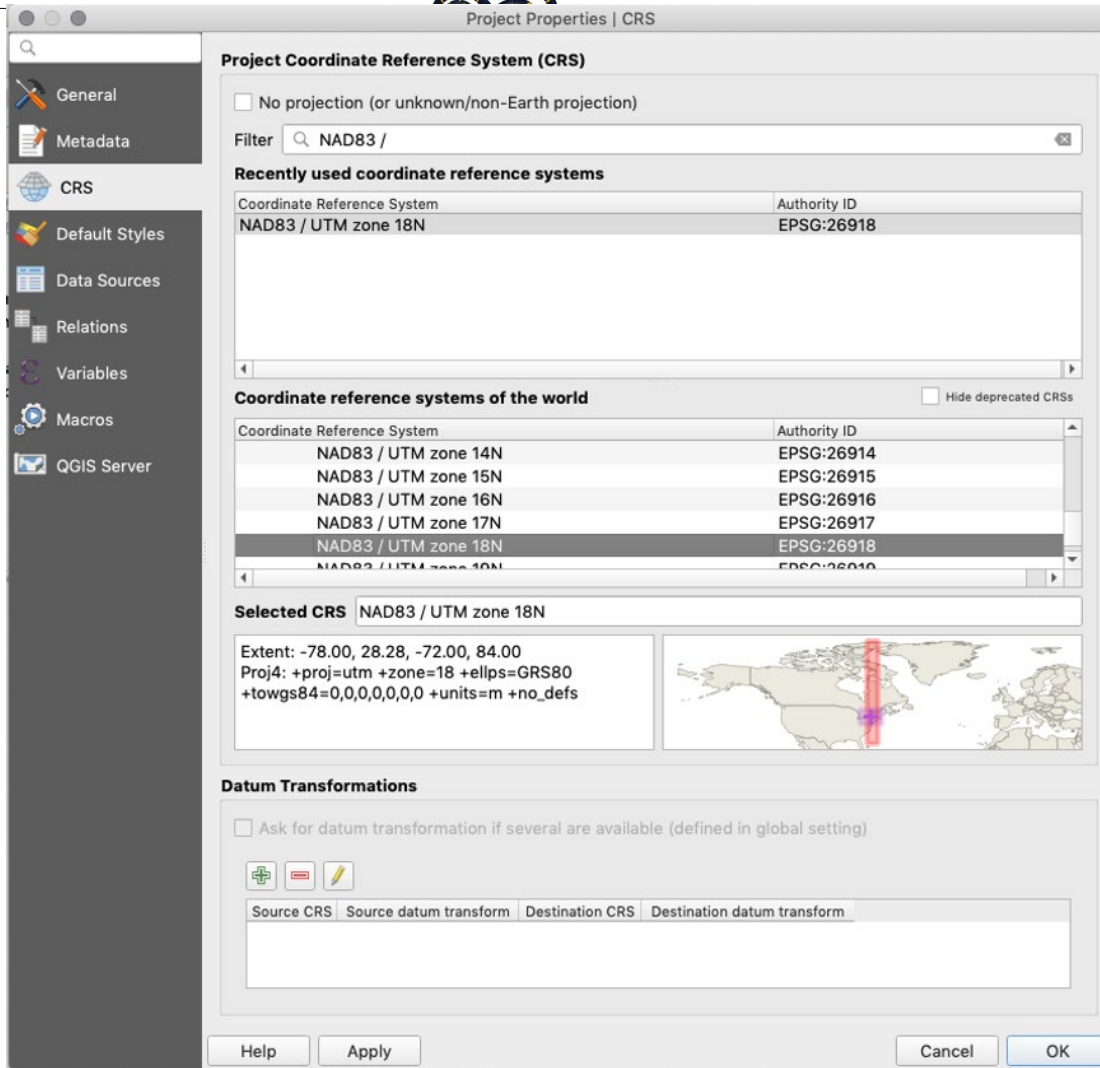 Project Properties | CRS
General
Metadata
CRS
Default Styles
Data Sources
Relations
Variables
Macros
QGIS Server
Project Coordinate Reference System (CRS)
No projection (or unknown/non-Earth projection)
Filter NAD83 /
Recently used coordinate reference systems
Coordinate Reference System Authority ID
NAD83 / UTM zone 18N EPSG:26918
Coordinate reference systems of the world Hide deprecated CRSs
Coordinate Reference System Authority ID
NAD83 / UTM zone 14N EPSG:26914
NAD83 / UTM zone 15N EPSG:26915
NAD83 / UTM zone 16N EPSG:26916
NAD83 / UTM zone 17N EPSG:26917
NAD83 / UTM zone 18N EPSG:26918
NAD83 / UTM zone 19N EPSG:26919
Selected CRS NAD83 / UTM zone 18N
Extent: -78.00, 28.28, -72.00, 84.00
Proj4: +proj=utm +zone=18 +ellps=GRS80
+towgs84=0,0,0,0,0,0,0 +units=m +no_defs
Datum Transformations
Ask for datum transformation if several are available (defined in global setting)
Source CRS Source datum transform Destination CRS Destination datum transform
Help Apply Cancel OK